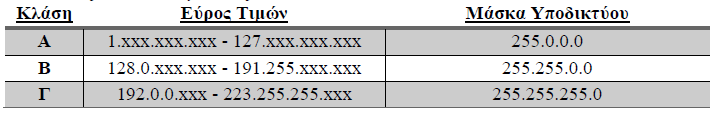 Κλάση Εύρος Τιμών Μάσκα Υποδικτύου
Α 1.xxx.xxx.xxx - 127.xxx.xxx.xxx 255.0.0.0
Β 128.0.xxx.xxx - 191.255.xxx.xxx 255.255.0.0
Γ 192.0.0.xxx - 223.255.255.xxx 255.255.255.0